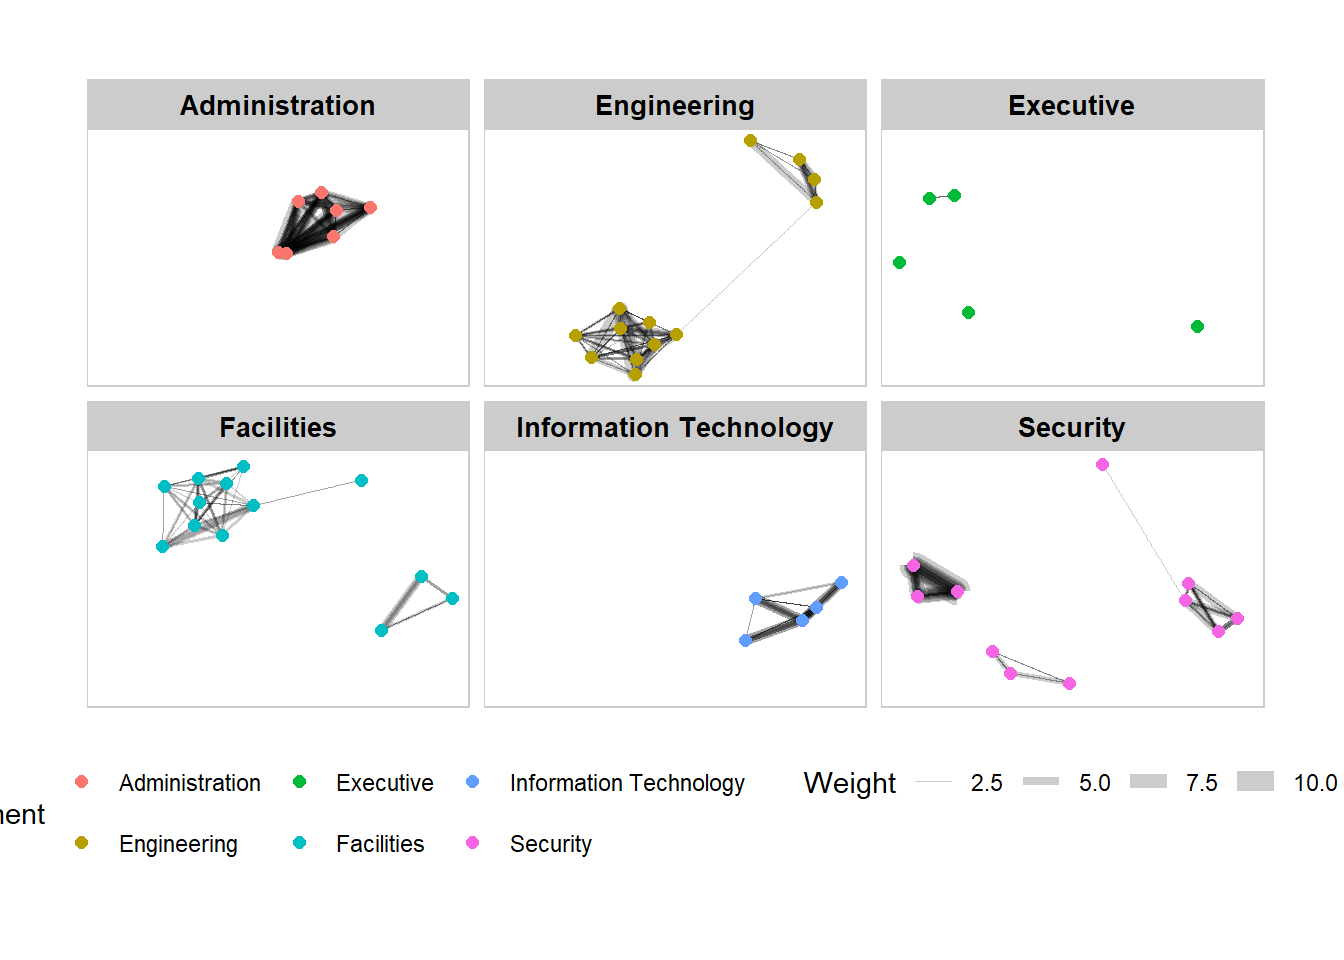 Administration
Engineering
Executive
Facilities
Information Technology
Security
Administration Executive Information Technology Weight 2.5 5.0 7.5 10.0
Engineering Facilities Security